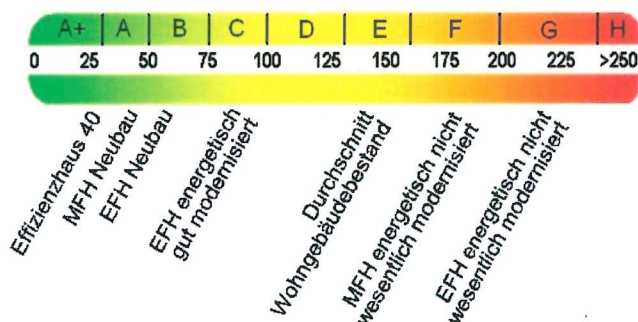 A+ A B C D E F G H
0 25 50 75 100 125 150 175 200 225 >250
Effizienzhaus 40
MFH Neubau
EFH Neubau
EFH energetisch
gut modernisiert
Durchschnitt
Wohngebäudebestand
MFH energetisch nicht
wesentlich modernisiert
EFH energetisch nicht
wesentlich modernisiert